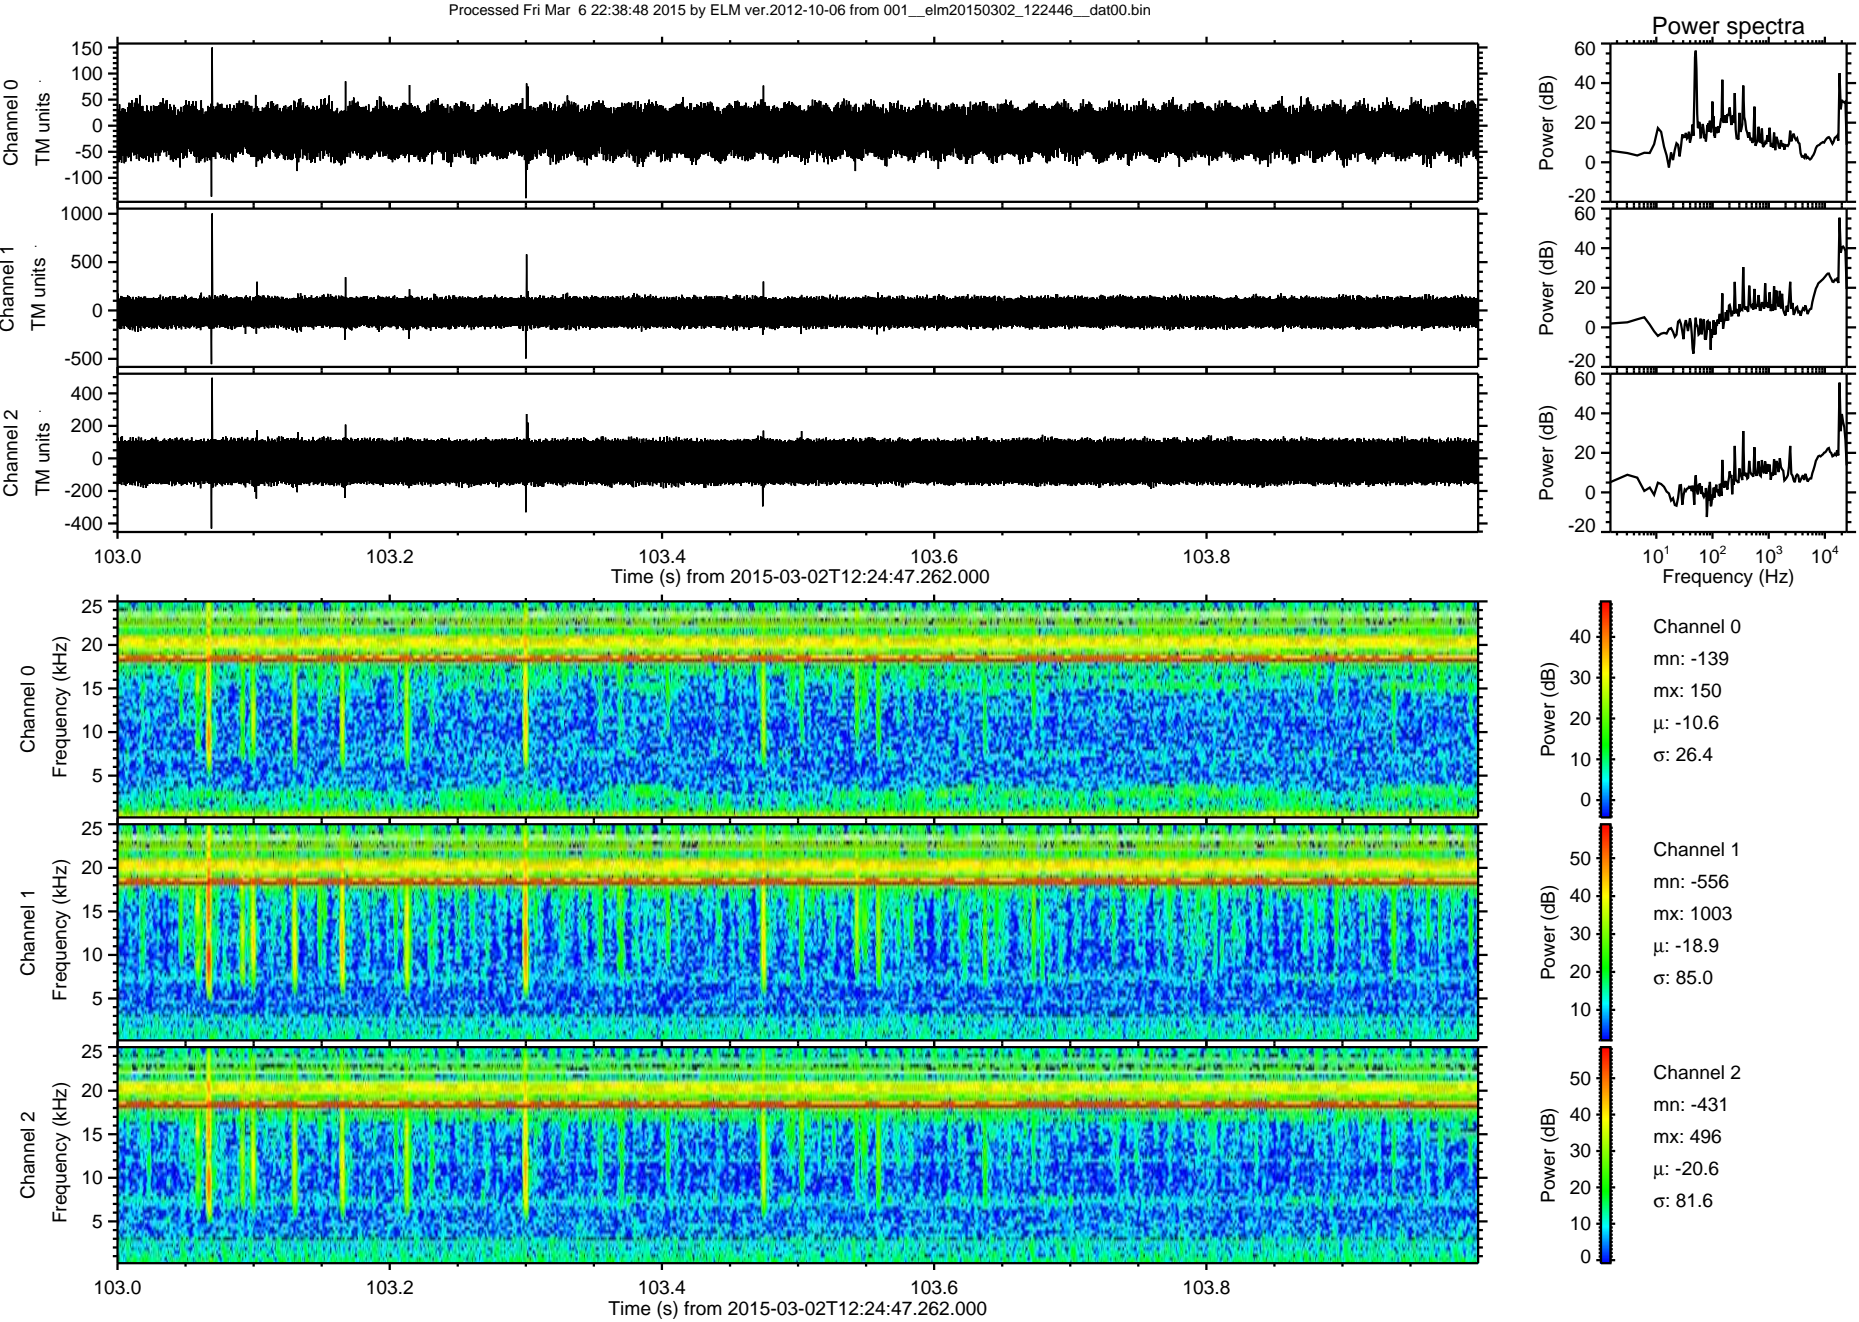 Processed Fri Mar  6 22:38:48 2015 by ELM ver.2012-10-06 from 001__elm20150302_122446__dat00.bin
Power spectra
Channel 0
TM units
150
100
50
0
-50
-100
Power (dB)
60
40
20
0
-20
Channel 1
TM units
1000
500
0
-500
Power (dB)
60
40
20
0
-20
Channel 2
TM units
400
200
0
-200
-400
Power (dB)
60
40
20
0
-20
103.0 103.2 103.4 103.6 103.8
Time (s) from 2015-03-02T12:24:47.262.000
10¹ 10² 10³ 10⁴
Frequency (Hz)
Channel 0
Frequency (kHz)
25
20
15
10
5
Power (dB)
40
30
20
10
0
Channel 0
mn: -139
mx: 150
μ: -10.6
σ: 26.4
Channel 1
Frequency (kHz)
25
20
15
10
5
Power (dB)
50
40
30
20
10
Channel 1
mn: -556
mx: 1003
μ: -18.9
σ: 85.0
Channel 2
Frequency (kHz)
25
20
15
10
5
Power (dB)
50
40
30
20
10
0
Channel 2
mn: -431
mx: 496
μ: -20.6
σ: 81.6
103.0 103.2 103.4 103.6 103.8
Time (s) from 2015-03-02T12:24:47.262.000